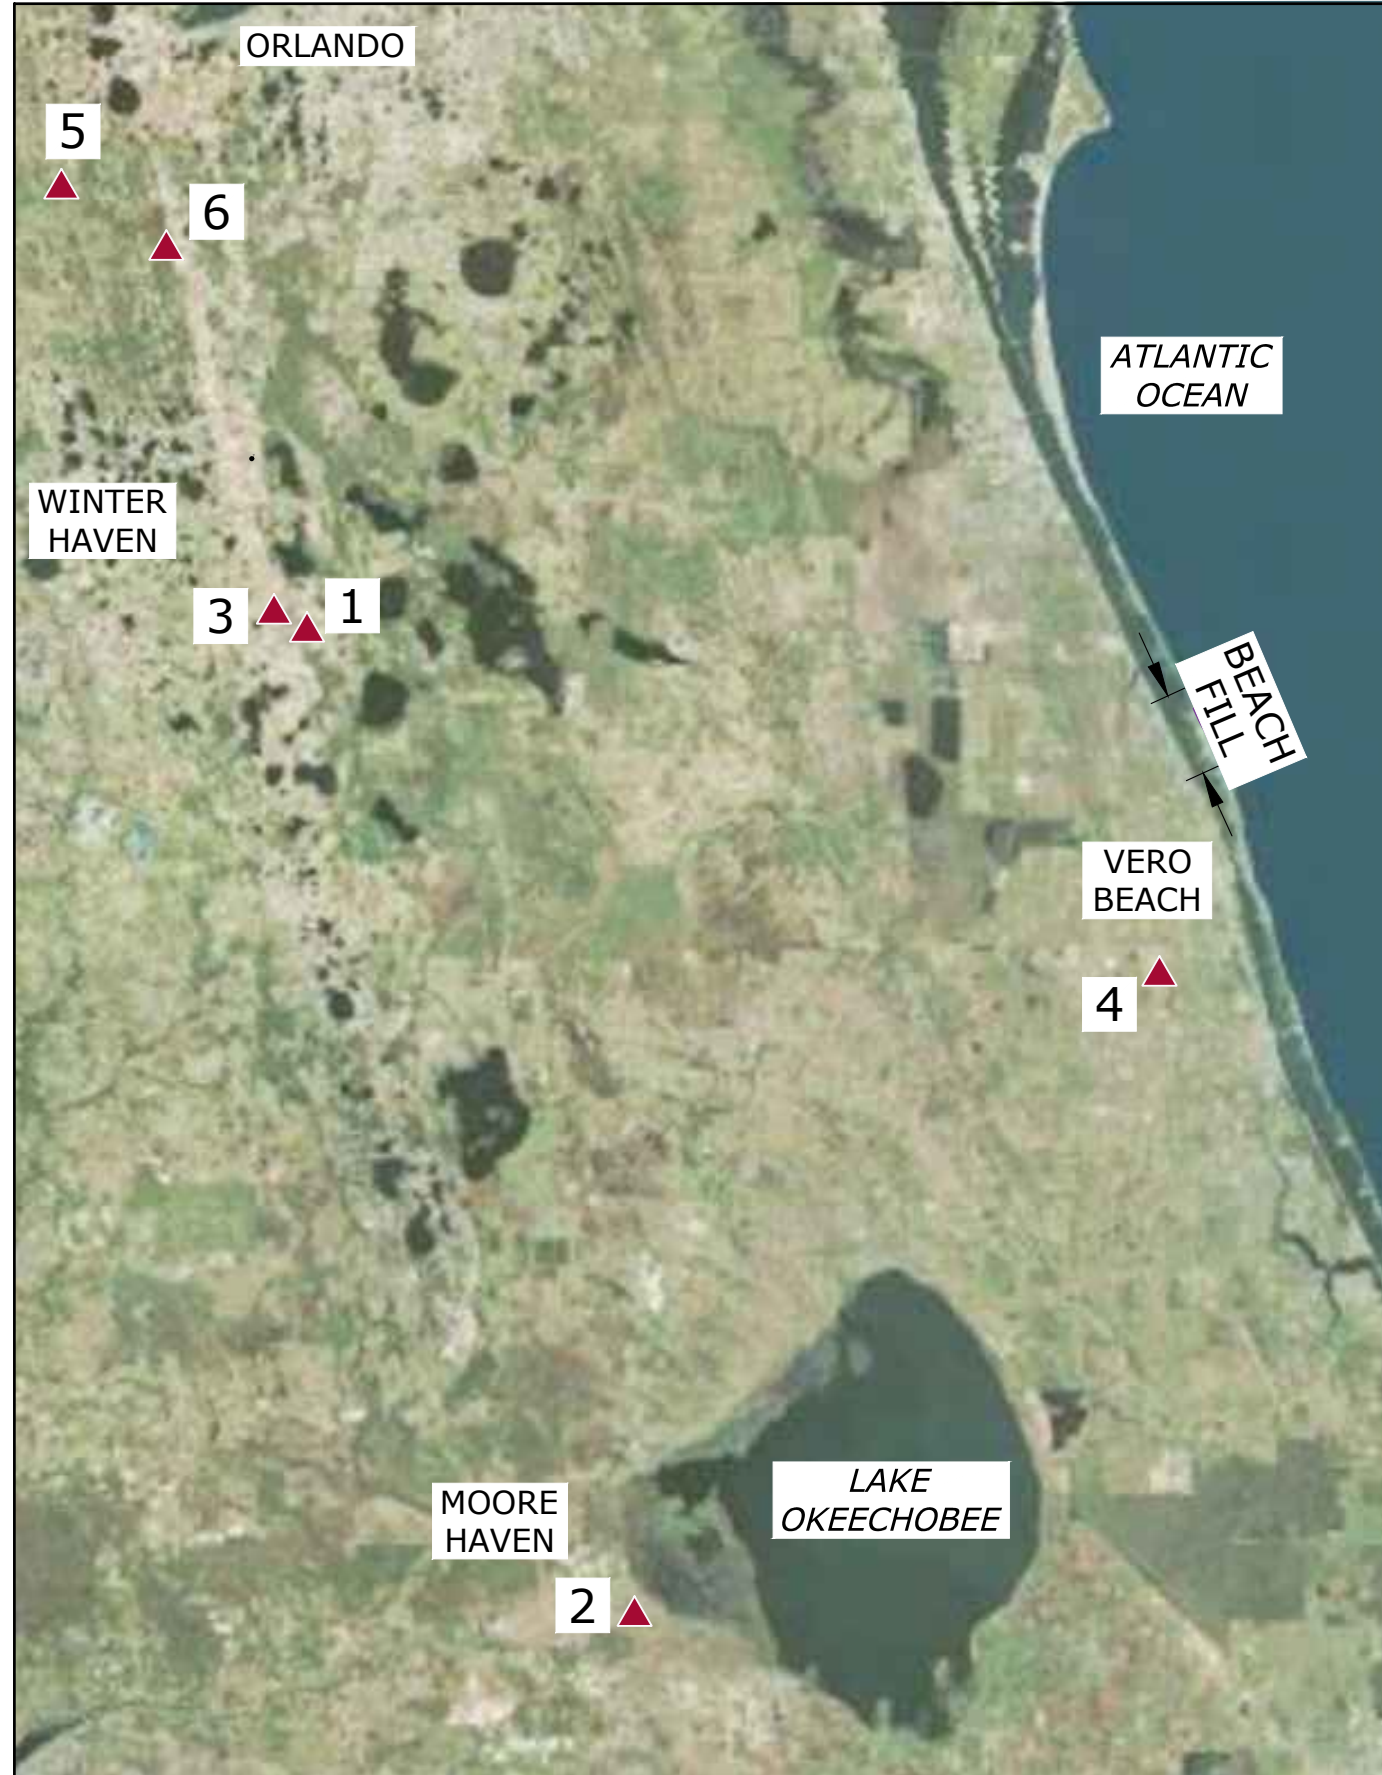 ORLANDO
5
6
ATLANTIC
OCEAN
WINTER
HAVEN
3
1
BEACH
FILL
VERO
BEACH
4
LAKE
OKEECHOBEE
MOORE
HAVEN
2